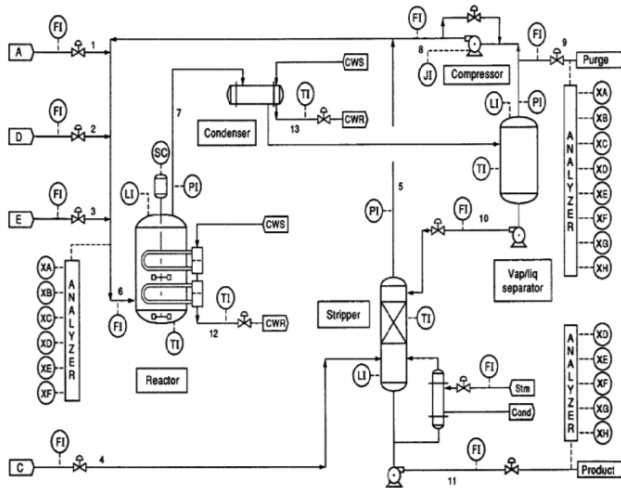 FI
8
FI
9
A
FI
1
JI
Compressor
Purge
CWS
7
LI
PI
XA
TI
Condenser
13
CWR
XB
D
FI
2
XC
SC
TI
XD
LI
PI
5
XE
E
FI
3
PI
FI
10
XF
CWS
XG
XA
ANALYZER
XH
ANALYZER
XB
6
Vap/liq
separator
XC
FI
TI
Stripper
TI
XD
XD
TI
12
CWR
XE
XE
LI
FI
XF
XF
Reactor
Stm
ANALYZER
XG
Cond
XH
C
FI
4
FI
11
Product